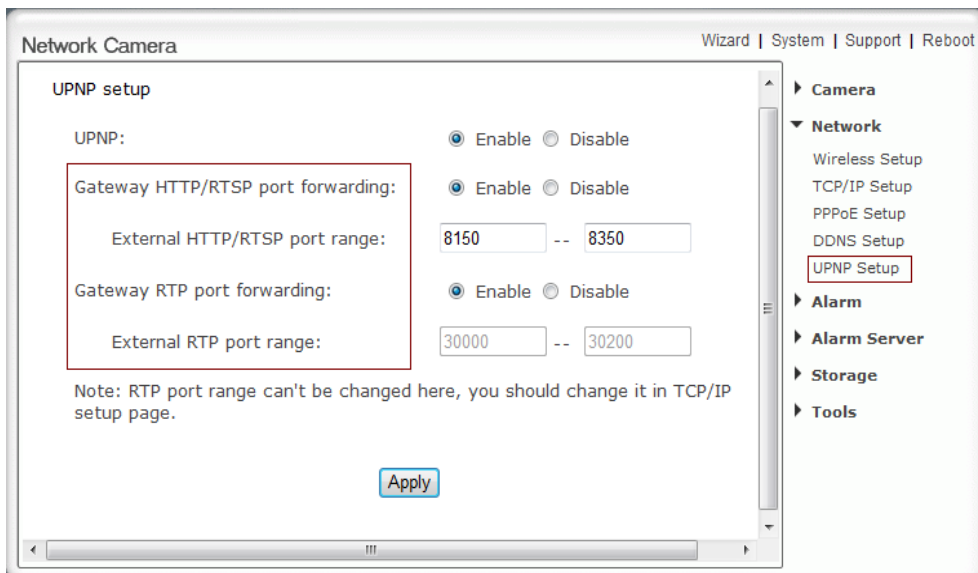 Network Camera
Wizard | System | Support | Reboot
UPNP setup
UPNP: Enable Disable
Gateway HTTP/RTSP port forwarding: Enable Disable
External HTTP/RTSP port range: 8150 -- 8350
Gateway RTP port forwarding: Enable Disable
External RTP port range: 30000 -- 30200
Note: RTP port range can't be changed here, you should change it in TCP/IP
setup page.
Apply
Camera
Network
Wireless Setup
TCP/IP Setup
PPPoE Setup
DDNS Setup
UPNP Setup
Alarm
Alarm Server
Storage
Tools